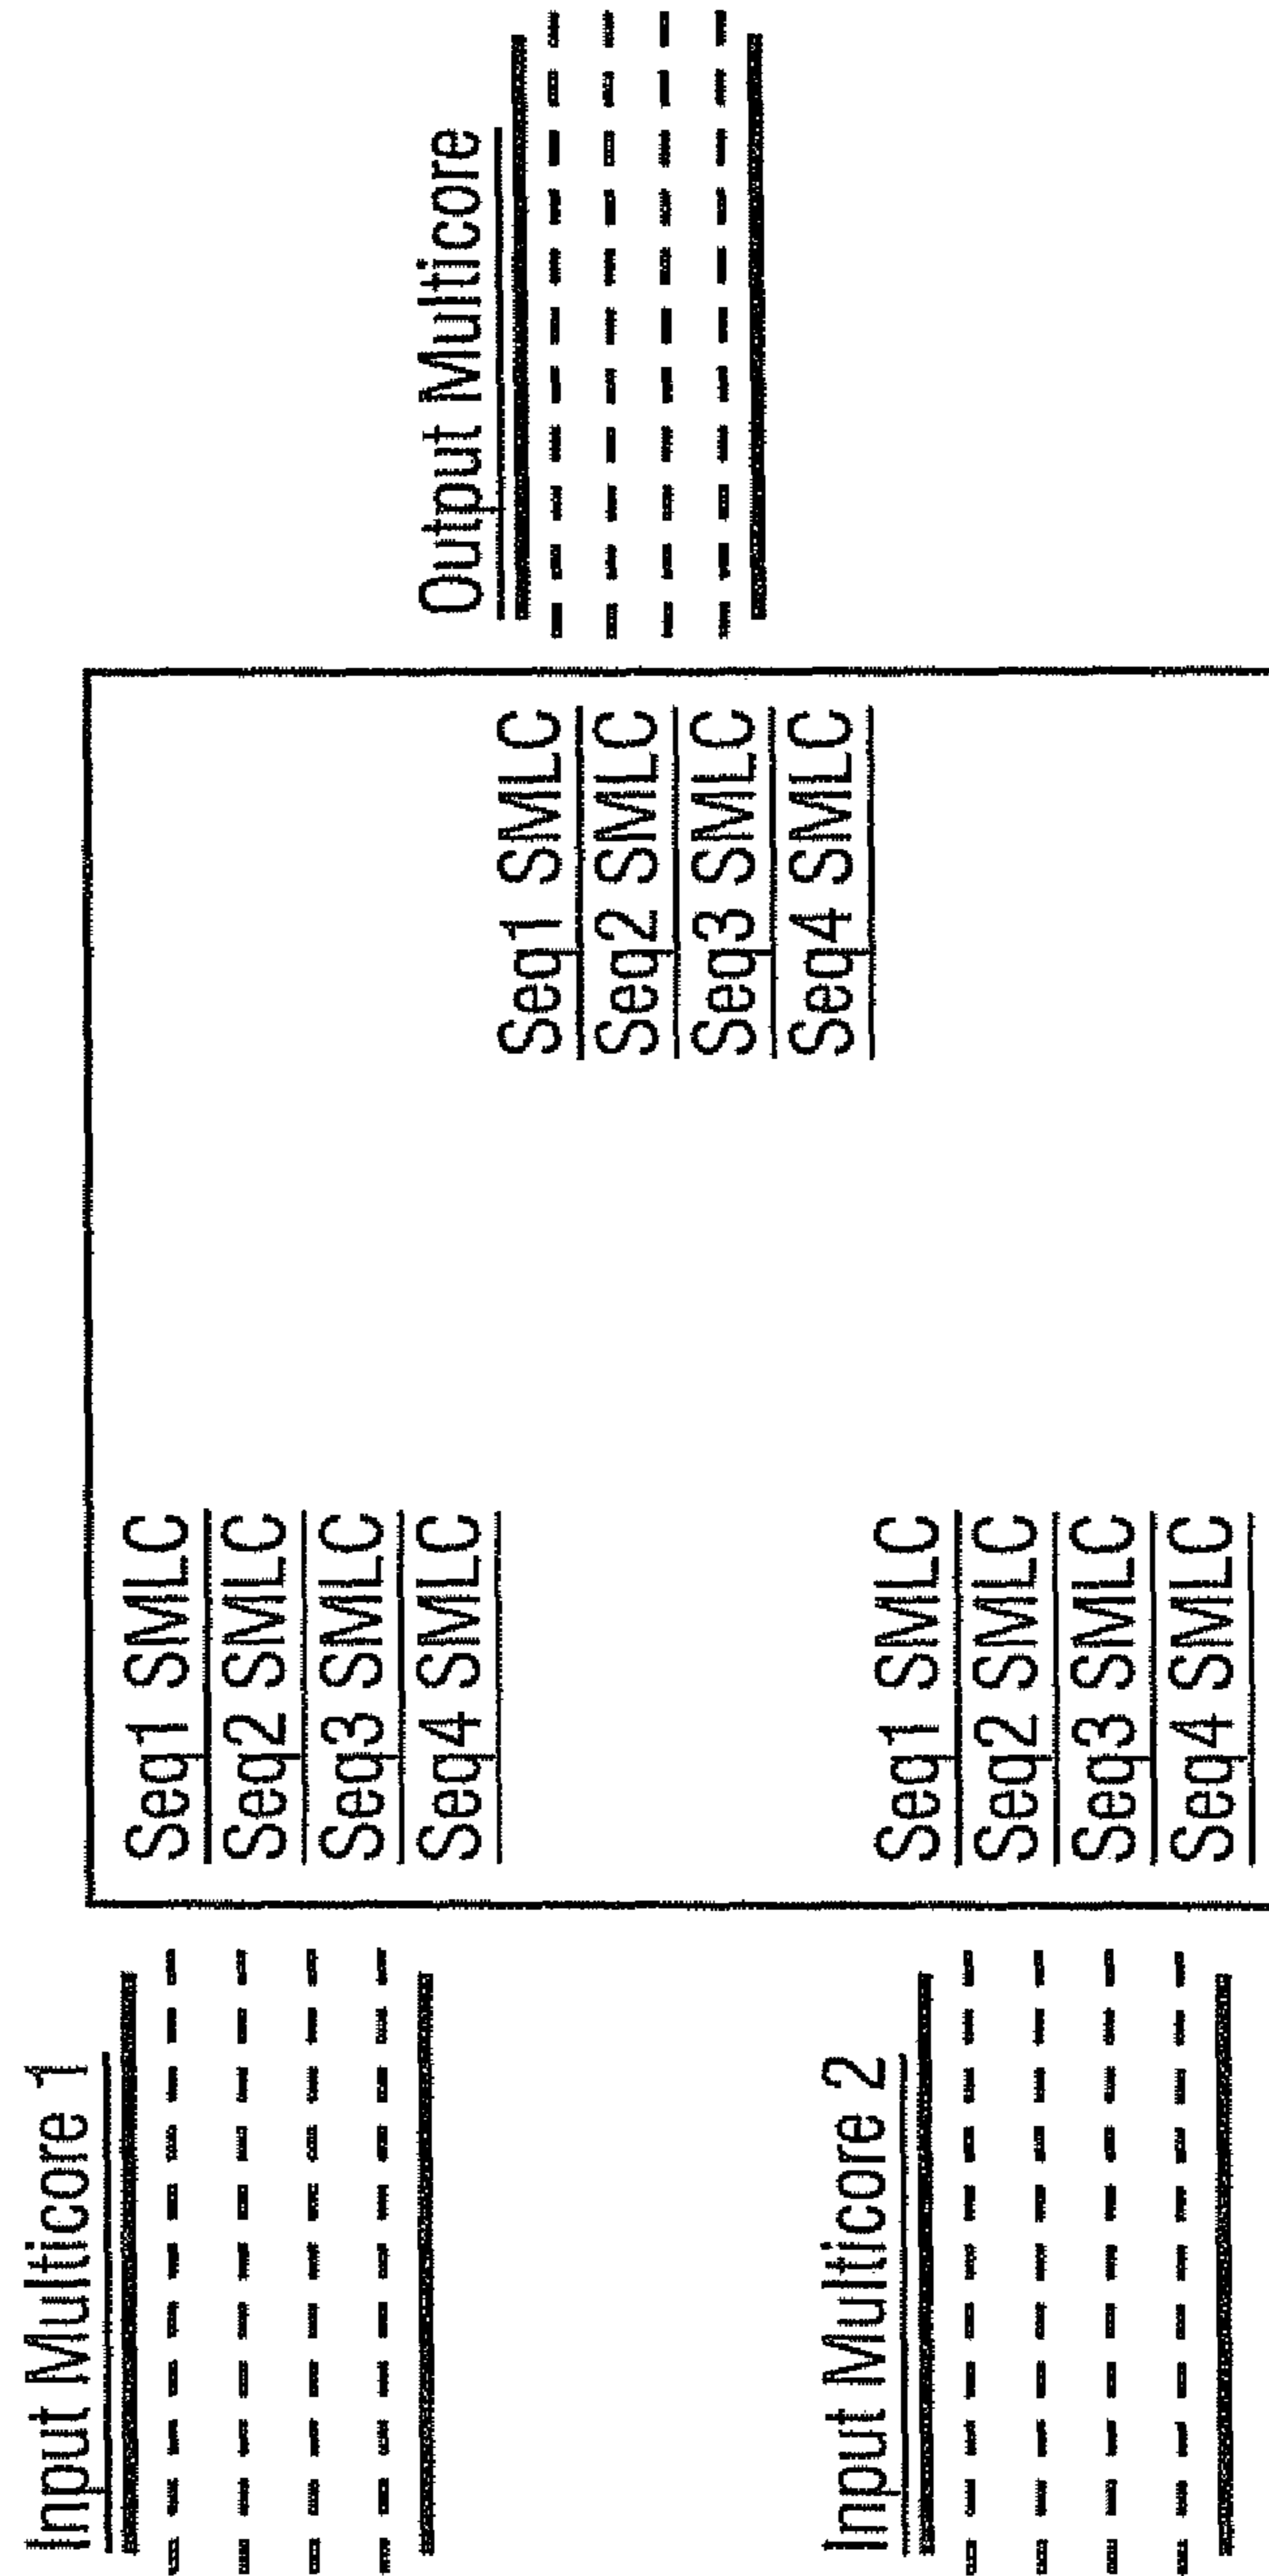 Input Multicore 1
Seq1 SMLC
Seq2 SMLC
Seq3 SMLC
Seq4 SMLC
Output Multicore
Seq1 SMLC
Seq2 SMLC
Seq3 SMLC
Seq4 SMLC
Input Multicore 2
Seq1 SMLC
Seq2 SMLC
Seq3 SMLC
Seq4 SMLC